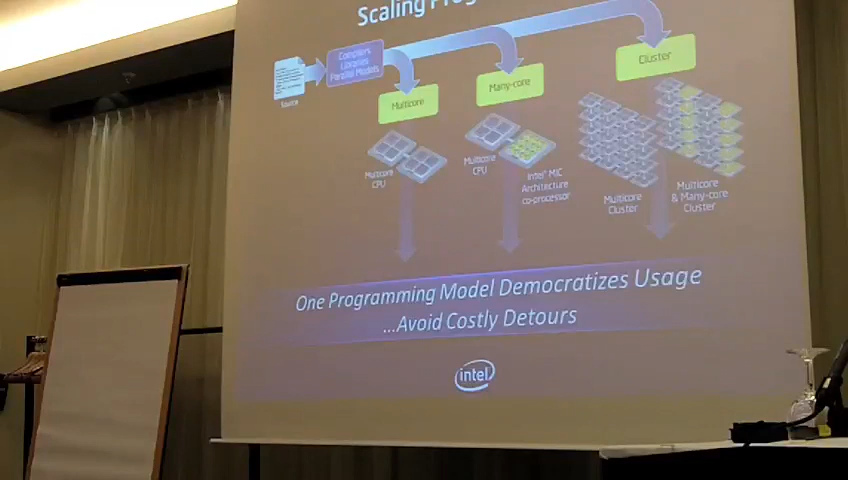 Scaling
Compilers
Libraries
Parallel Models
Source
Multicore
Many-core
Cluster
Multicore
CPU
Multicore
CPU
Intel® MIC
Architecture
co-processor
Multicore
Cluster
Multicore
& Many-core
Cluster
One Programming Model Democratizes Usage
...Avoid Costly Detours
intel